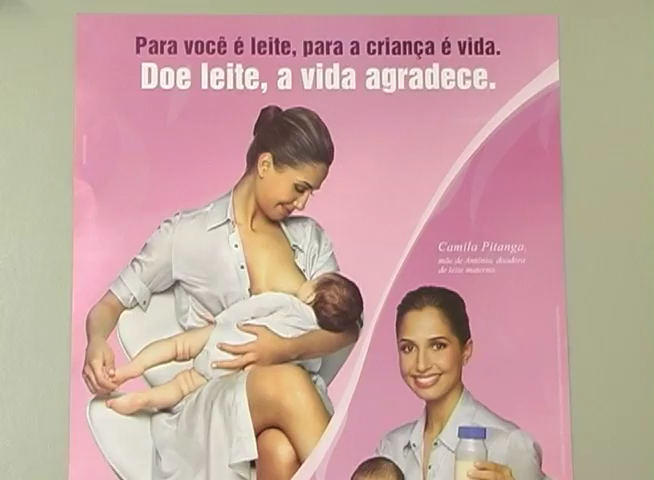 Para você é leite, para a criança é vida.
Doe leite, a vida agradece.
Camila Pitanga,
mãe de Antônia, doadora
de leite materno.